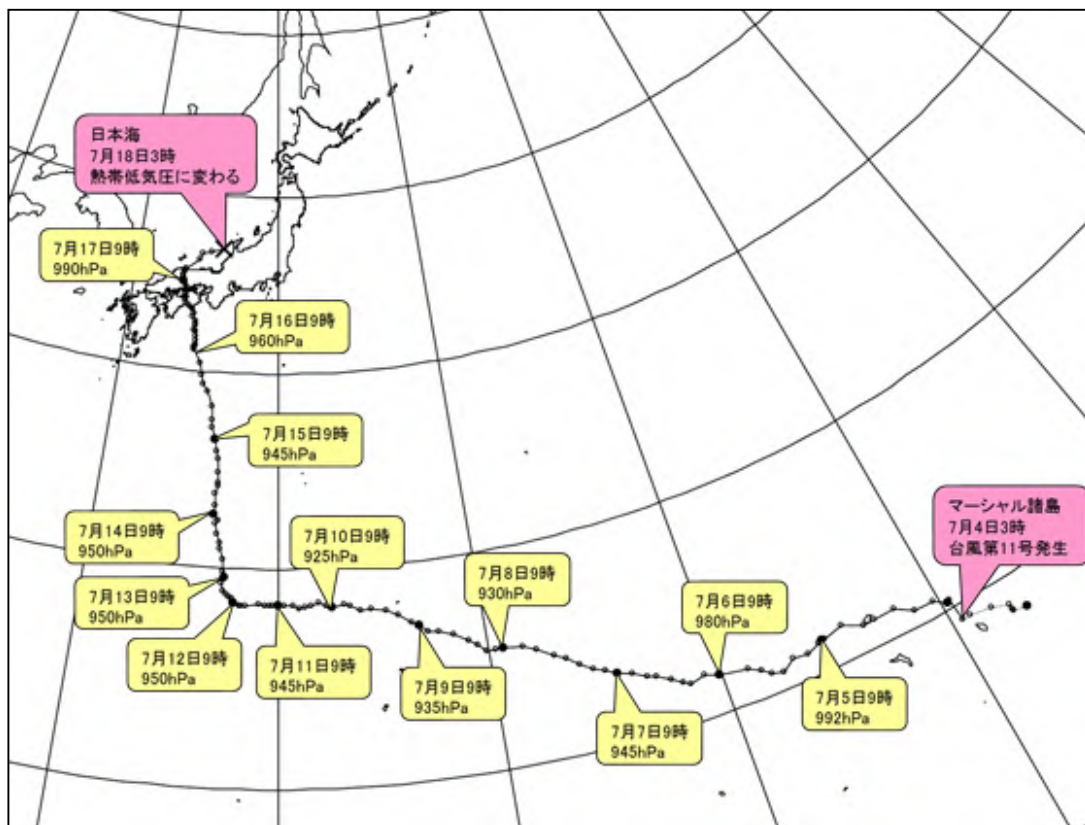 日本海
7月18日3時
熱帯低気圧に変わる
7月17日9時
990hPa
7月16日9時
960hPa
7月15日9時
945hPa
7月14日9時
950hPa
7月13日9時
950hPa
7月12日9時
950hPa
7月11日9時
945hPa
7月10日9時
925hPa
7月9日9時
935hPa
7月8日9時
930hPa
7月7日9時
945hPa
7月6日9時
980hPa
7月5日9時
992hPa
マーシャル諸島
7月4日3時
台風第11号発生